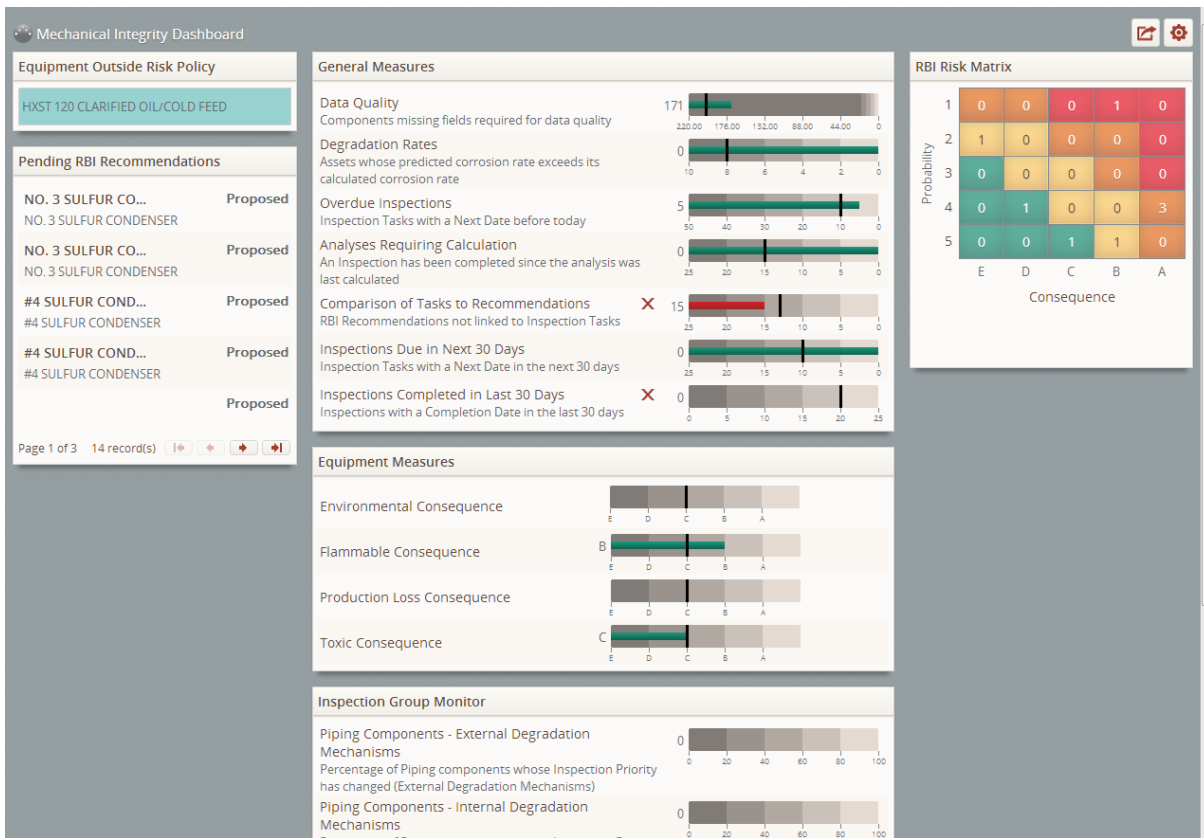 Mechanical Integrity Dashboard
Equipment Outside Risk Policy
HXST 120 CLARIFIED OIL/COLD FEED
Pending RBI Recommendations
NO. 3 SULFUR CO... Proposed
NO. 3 SULFUR CONDENSER
NO. 3 SULFUR CO... Proposed
NO. 3 SULFUR CONDENSER
#4 SULFUR COND... Proposed
#4 SULFUR CONDENSER
#4 SULFUR COND... Proposed
#4 SULFUR CONDENSER
Proposed
Page 1 of 3 14 record(s)
General Measures
Data Quality 171
Components missing fields required for data quality
220.00 176.00 132.00 88.00 44.00 0
Degradation Rates 0
Assets whose predicted corrosion rate exceeds its
calculated corrosion rate
10 8 6 4 2 0
Overdue Inspections 5
Inspection Tasks with a Next Date before today
50 40 30 20 10 0
Analyses Requiring Calculation 0
An Inspection has been completed since the analysis was
last calculated
25 20 15 10 5 0
Comparison of Tasks to Recommendations 15
RBI Recommendations not linked to Inspection Tasks
25 20 15 10 5 0
Inspections Due in Next 30 Days 0
Inspection Tasks with a Next Date in the next 30 days
25 20 15 10 5 0
Inspections Completed in Last 30 Days 0
Inspections with a Completion Date in the last 30 days
0 5 10 15 20 25
Equipment Measures
Environmental Consequence
E D C B A
Flammable Consequence B
E D C B A
Production Loss Consequence
E D C B A
Toxic Consequence C
E D C B A
Inspection Group Monitor
Piping Components - External Degradation
Mechanisms 0
0 20 40 60 80 100
Percentage of Piping components whose Inspection Priority
has changed (External Degradation Mechanisms)
Piping Components - Internal Degradation
Mechanisms 0
0 20 40 60 80 100
RBI Risk Matrix
Probability
1 0 0 0 1 0
2 1 0 0 0 0
3 0 0 0 0 0
4 0 1 0 0 3
5 0 0 1 1 0
E D C B A
Consequence